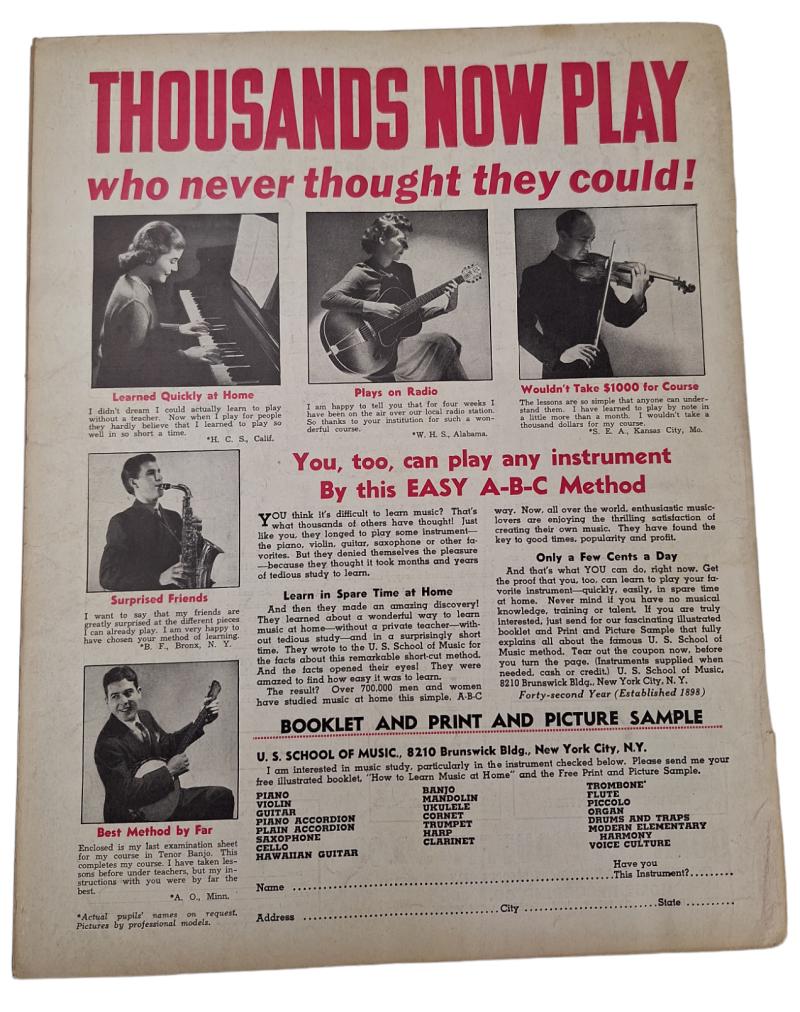 THOUSANDS NOW PLAY
who never thought they could!
Learned Quickly at Home
I didn't dream I could actually learn to play
without a teacher. Now when I play for people
they hardly believe that I learned to play so
well in so short a time.
*H. C. S., Calif.
Plays on Radio
I am happy to tell you that for four weeks I
have been on the air over our local radio station.
So thanks to your institution for such a won-
derful course.
*W. H. S., Alabama.
Wouldn't Take $1000 for Course
The lessons are so simple that anyone can under-
stand them. I have learned to play by note in
a little more than a month. I wouldn't take a
thousand dollars for my course.
*S. E. A., Kansas City, Mo.
Surprised Friends
I want to say that my friends are
greatly surprised at the different pieces
I can already play. I am very happy to
have chosen your method of learning.
*B. F., Bronx, N. Y.
Best Method by Far
Enclosed is my last examination sheet
for my course in Tenor Banjo. This
completes my course. I have taken les-
sons before under teachers, but my in-
structions with you were by far the
best.
*A. O., Minn.
*Actual pupils' names on request.
Pictures by professional models.
You, too, can play any instrument
By this EASY A-B-C Method
YOU think it's difficult to learn music? That's
what thousands of others have thought! Just
like you, they longed to play some instrument—
the piano, violin, guitar, saxophone or other fa-
vorites. But they denied themselves the pleasure
—because they thought it took months and years
of tedious study to learn.
Learn in Spare Time at Home
And then they made an amazing discovery!
They learned about a wonderful way to learn
music at home—without a private teacher—with-
out tedious study—and in a surprisingly short
time. They wrote to the U. S. School of Music for
the facts about this remarkable short-cut method.
And the facts opened their eyes! They were
amazed to find how easy it was to learn.
The result? Over 700,000 men and women
have studied music at home this simple, A-B-C
way. Now, all over the world, enthusiastic music-
lovers are enjoying the thrilling satisfaction of
creating their own music. They have found the
key to good times, popularity and profit.
Only a Few Cents a Day
And that's what YOU can do, right now. Get
the proof that you, too, can learn to play your fa-
vorite instrument—quickly, easily, in spare time
at home. Never mind if you have no musical
knowledge, training or talent. If you are truly
interested, just send for our fascinating illustrated
booklet and Print and Picture Sample that fully
explains all about the famous U. S. School of
Music method. Tear out the coupon now, before
you turn the page. (Instruments supplied when
needed, cash or credit.) U. S. School of Music,
8210 Brunswick Bldg., New York City, N. Y.
Forty-second Year (Established 1898)
BOOKLET AND PRINT AND PICTURE SAMPLE
U. S. SCHOOL OF MUSIC., 8210 Brunswick Bldg., New York City, N.Y.
I am interested in music study, particularly in the instrument checked below. Please send me your
free illustrated booklet, "How to Learn Music at Home" and the Free Print and Picture Sample.
PIANO
VIOLIN
GUITAR
PIANO ACCORDION
PLAIN ACCORDION
SAXOPHONE
CELLO
HAWAIIAN GUITAR
BANJO
MANDOLIN
UKULELE
CORNET
TRUMPET
HARP
CLARINET
TROMBONE
FLUTE
PICCOLO
ORGAN
DRUMS AND TRAPS
MODERN ELEMENTARY
HARMONY
VOICE CULTURE
Have you
Name ........ This Instrument?........
Address ........ City ........ State ........